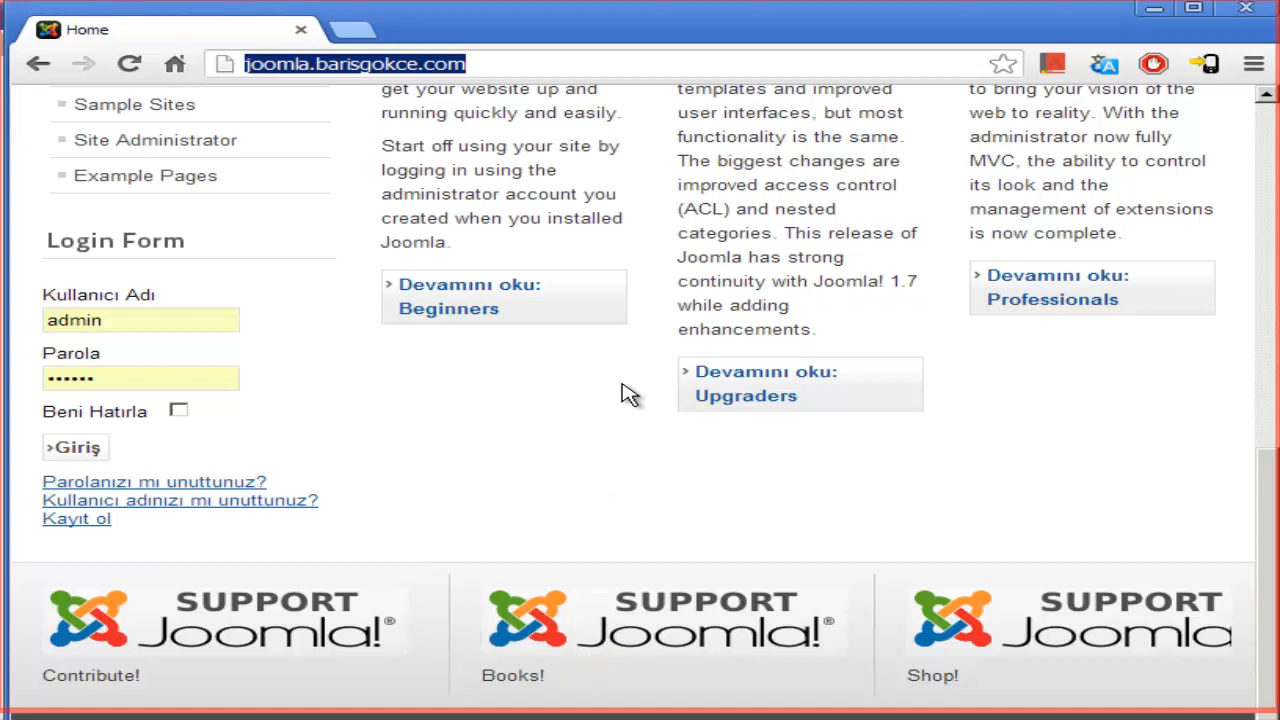 Home
joomla.barisgokce.com
Sample Sites
Site Administrator
Example Pages
Login Form
Kullanıcı Adı
admin
Parola
••••••
Beni Hatırla
Giriş
Parolanızı mı unuttunuz?
Kullanıcı adınızı mı unuttunuz?
Kayıt ol
get your website up and
running quickly and easily.
Start off using your site by
logging in using the
administrator account you
created when you installed
Joomla.
Devamını oku:
Beginners
templates and improved
user interfaces, but most
functionality is the same.
The biggest changes are
improved access control
(ACL) and nested
categories. This release of
Joomla has strong
continuity with Joomla! 1.7
while adding
enhancements.
Devamını oku:
Upgraders
to bring your vision of the
web to reality. With the
administrator now fully
MVC, the ability to control
its look and the
management of extensions
is now complete.
Devamını oku:
Professionals
SUPPORT
Joomla!®
Contribute!
SUPPORT
Joomla!®
Books!
SUPPORT
Joomla
Shop!